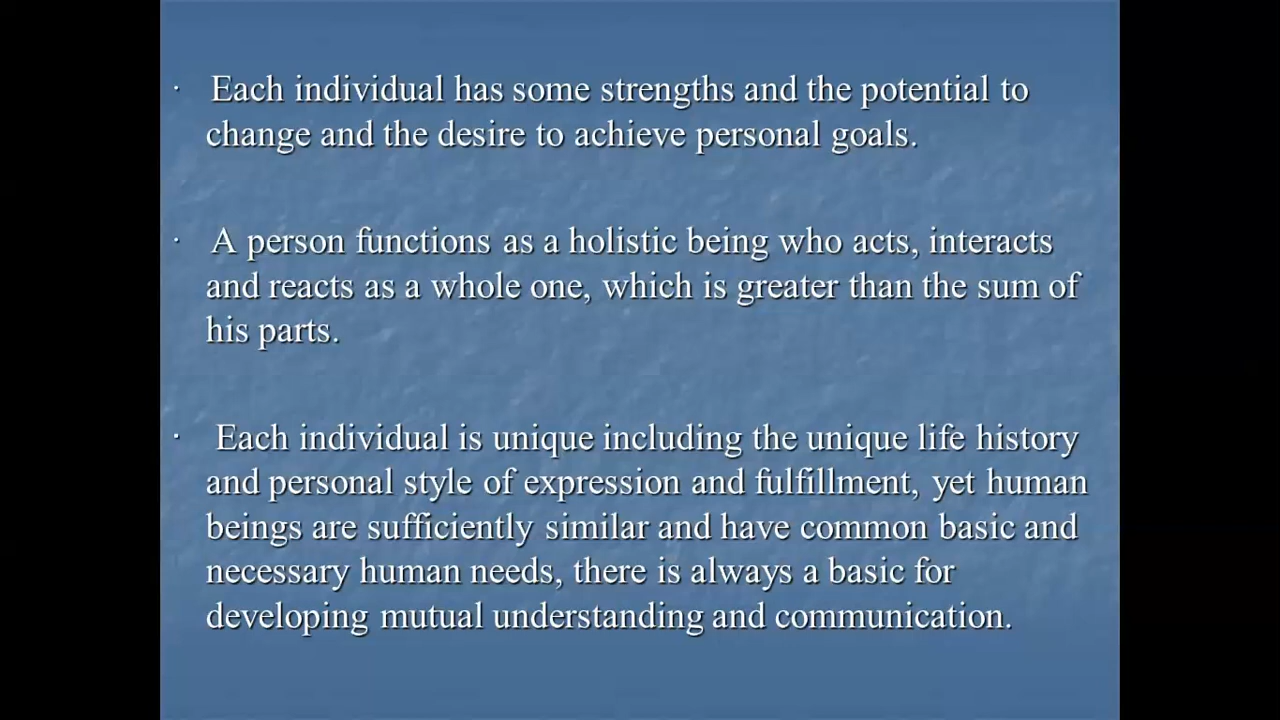 · Each individual has some strengths and the potential to
change and the desire to achieve personal goals.
· A person functions as a holistic being who acts, interacts
and reacts as a whole one, which is greater than the sum of
his parts.
· Each individual is unique including the unique life history
and personal style of expression and fulfillment, yet human
beings are sufficiently similar and have common basic and
necessary human needs, there is always a basic for
developing mutual understanding and communication.